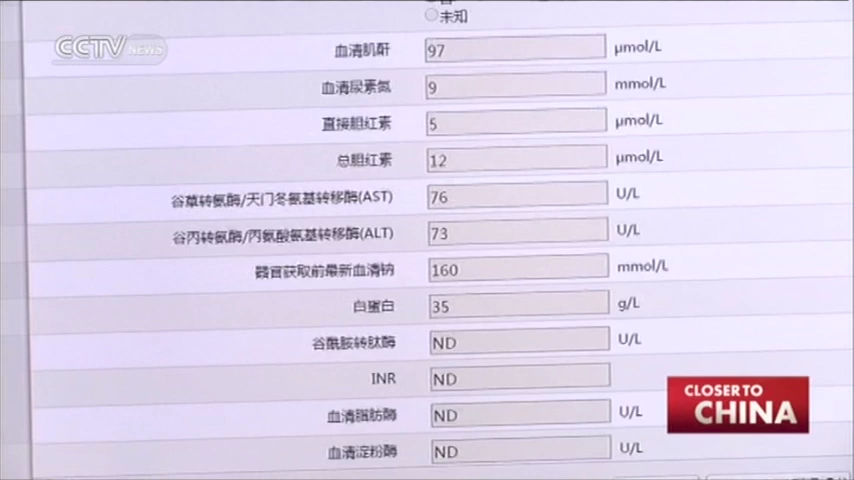 未知
CCTV NEWS
血清肌酐 97 μmol/L
血清尿素氮 9 mmol/L
直接胆红素 5 μmol/L
总胆红素 12 μmol/L
谷草转氨酶/天门冬氨基转移酶(AST) 76 U/L
谷丙转氨酶/丙氨酸氨基转移酶(ALT) 73 U/L
器官获取前最新血清钠 160 mmol/L
白蛋白 35 g/L
谷酰胺转肽酶 ND U/L
INR ND
血清脂肪酶 ND U/L
血清淀粉酶 ND U/L
CLOSER TO
CHINA